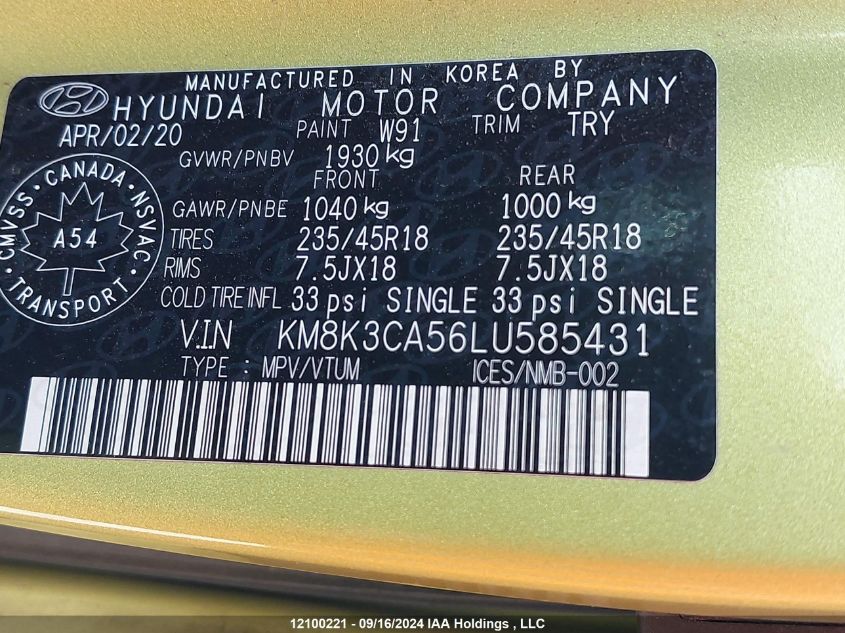 MANUFACTURED IN KOREA BY
HYUNDAI MOTOR COMPANY
APR/02/20 PAINT W91 TRIM TRY
GVWR/PNBV 1930 kg
FRONT REAR
GAWR/PNBE 1040 kg 1000 kg
TIRES 235/45R18 235/45R18
RIMS 7.5JX18 7.5JX18
COLD TIRE INFL 33 psi SINGLE 33 psi SINGLE
V.I.N KM8K3CA56LU585431
TYPE : MPV/VTUM ICES/NMB-002
CMVSS · CANADA · NSVAC · TRANSPORT ·
A54
12100221 - 09/16/2024 IAA Holdings , LLC